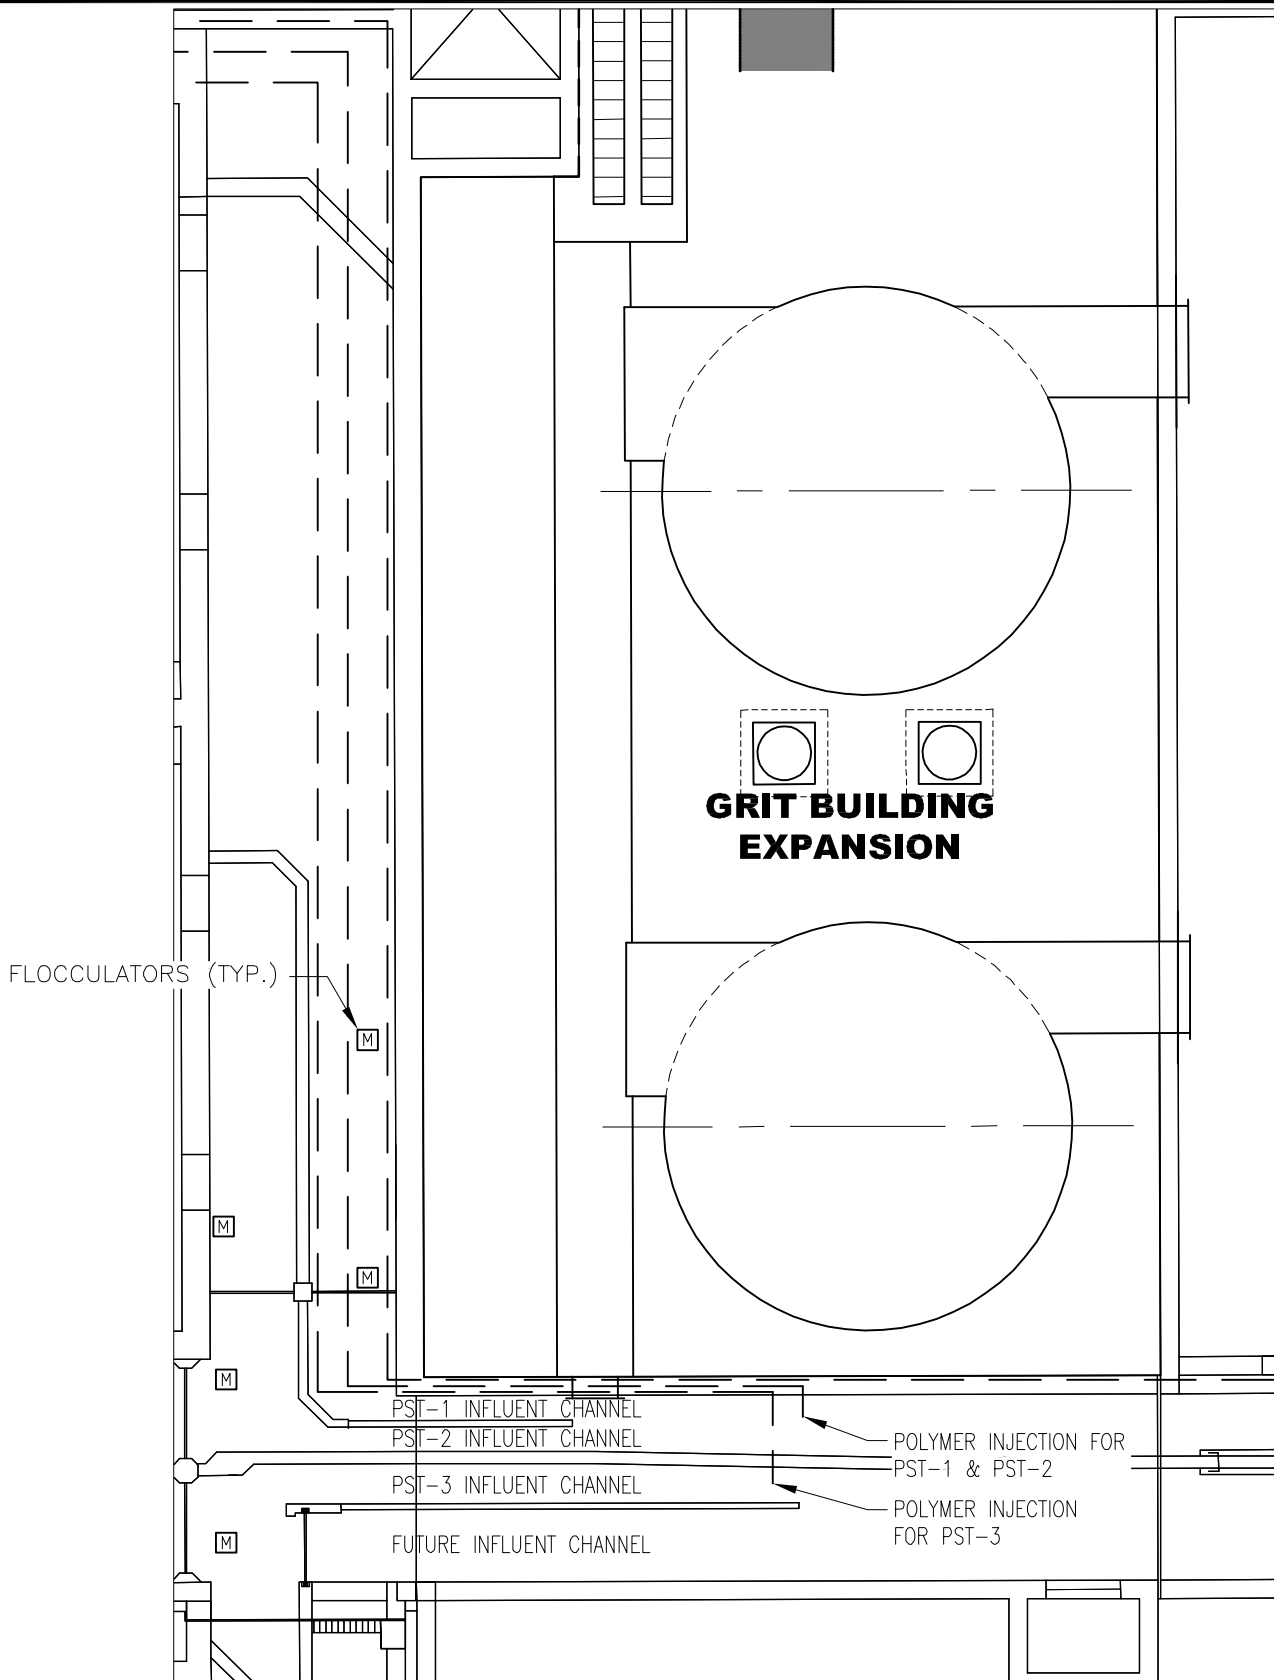 GRIT BUILDING
EXPANSION
FLOCCULATORS (TYP.)
M
M
M
M
PST-1 INFLUENT CHANNEL
PST-2 INFLUENT CHANNEL
POLYMER INJECTION FOR
PST-1 & PST-2
PST-3 INFLUENT CHANNEL
POLYMER INJECTION
FOR PST-3
FUTURE INFLUENT CHANNEL
M